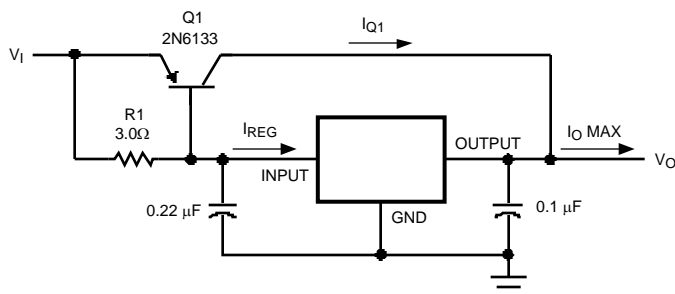 Q1
2N6133
I_Q1
V_I
R1
3.0Ω
I_REG
INPUT
OUTPUT
I_O MAX
V_O
0.22 µF
GND
0.1 µF